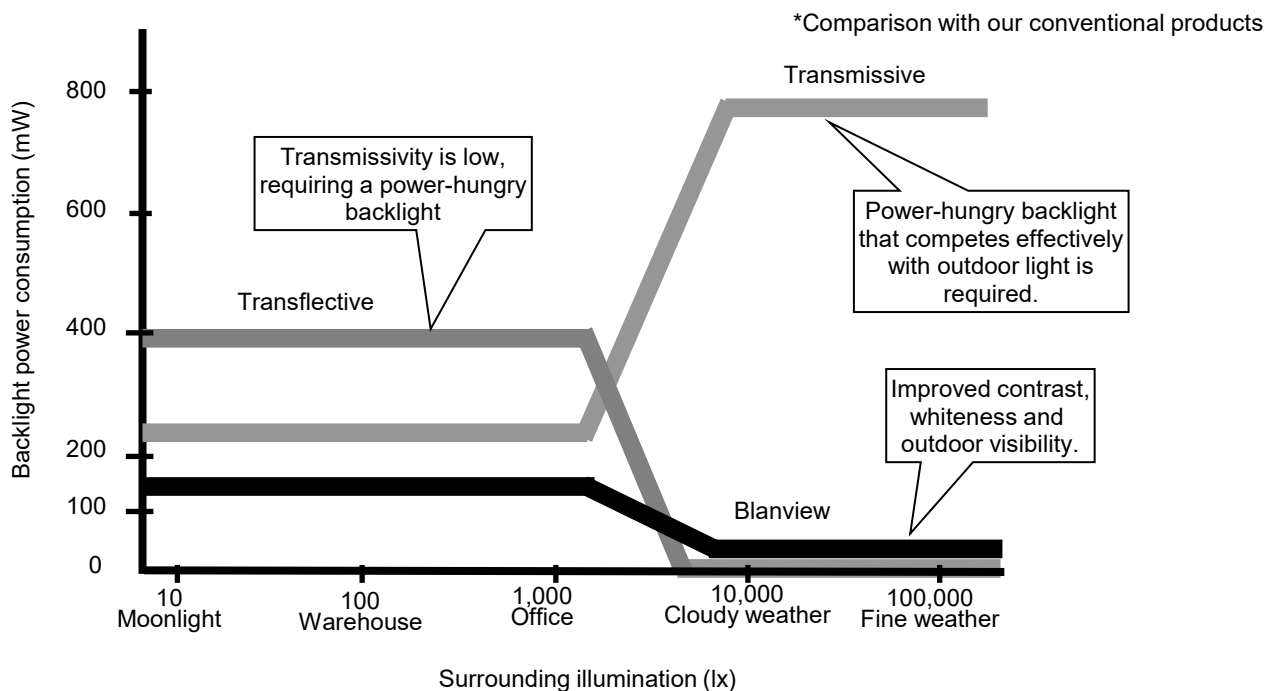 *Comparison with our conventional products
Backlight power consumption (mW)
800
600
400
200
100
0
Transmissive
Transmissivity is low,
requiring a power-hungry
backlight
Power-hungry backlight
that competes effectively
with outdoor light is
required.
Transflective
Improved contrast,
whiteness and
outdoor visibility.
Blanview
10
100
1,000
10,000
100,000
Moonlight
Warehouse
Office
Cloudy weather
Fine weather
Surrounding illumination (lx)